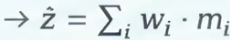 → ẑ = ∑ᵢ wᵢ · mᵢ